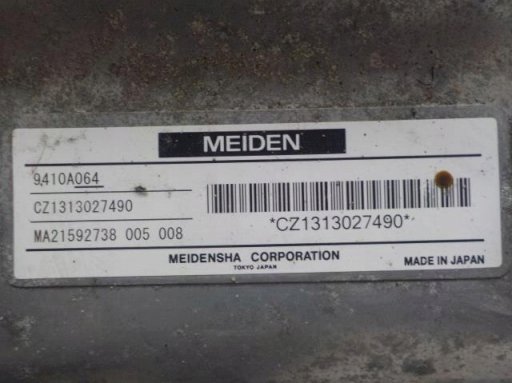 MEIDEN
9410A064
CZ1313027490
MA21592738 005 008
*CZ1313027490*
MEIDENSHA CORPORATION
TOKYO JAPAN
MADE IN JAPAN